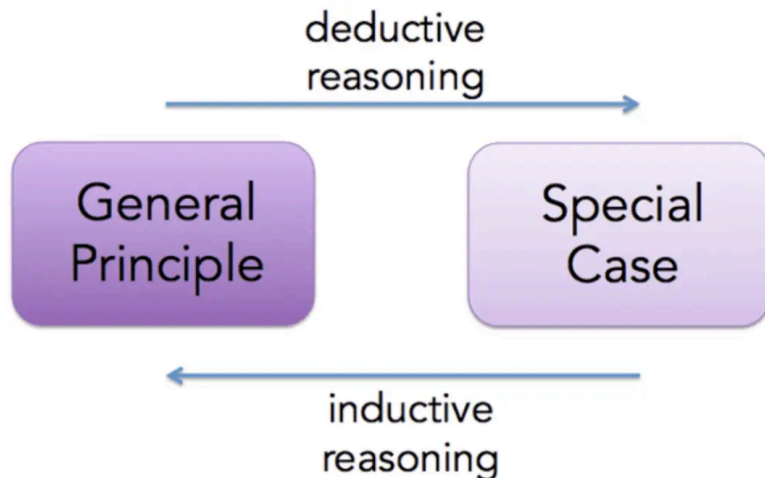 deductive
reasoning
General
Principle
Special
Case
inductive
reasoning